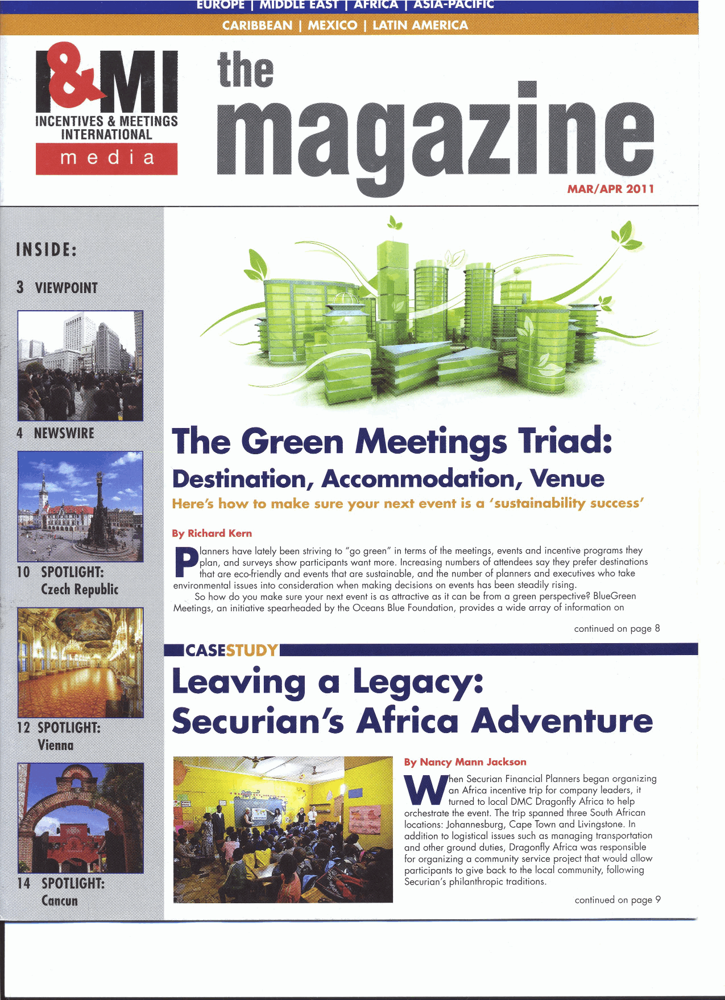 EUROPE | MIDDLE EAST | AFRICA | ASIA-PACIFIC
CARIBBEAN | MEXICO | LATIN AMERICA
I&MI
INCENTIVES & MEETINGS
INTERNATIONAL
media
the
magazine
MAR/APR 2011
INSIDE:
3 VIEWPOINT
4 NEWSWIRE
10 SPOTLIGHT:
Czech Republic
12 SPOTLIGHT:
Vienna
14 SPOTLIGHT:
Cancun
The Green Meetings Triad:
Destination, Accommodation, Venue
Here's how to make sure your next event is a 'sustainability success'
By Richard Kern
Planners have lately been striving to "go green" in terms of the meetings, events and incentive programs they
plan, and surveys show participants want more. Increasing numbers of attendees say they prefer destinations
that are eco-friendly and events that are sustainable, and the number of planners and executives who take
environmental issues into consideration when making decisions on events has been steadily rising.
So how do you make sure your next event is as attractive as it can be from a green perspective? BlueGreen
Meetings, an initiative spearheaded by the Oceans Blue Foundation, provides a wide array of information on
continued on page 8
CASESTUDY
Leaving a Legacy:
Securian's Africa Adventure
By Nancy Mann Jackson
When Securian Financial Planners began organizing
an Africa incentive trip for company leaders, it
turned to local DMC Dragonfly Africa to help
orchestrate the event. The trip spanned three South African
locations: Johannesburg, Cape Town and Livingstone. In
addition to logistical issues such as managing transportation
and other ground duties, Dragonfly Africa was responsible
for organizing a community service project that would allow
participants to give back to the local community, following
Securian's philanthropic traditions.
continued on page 9